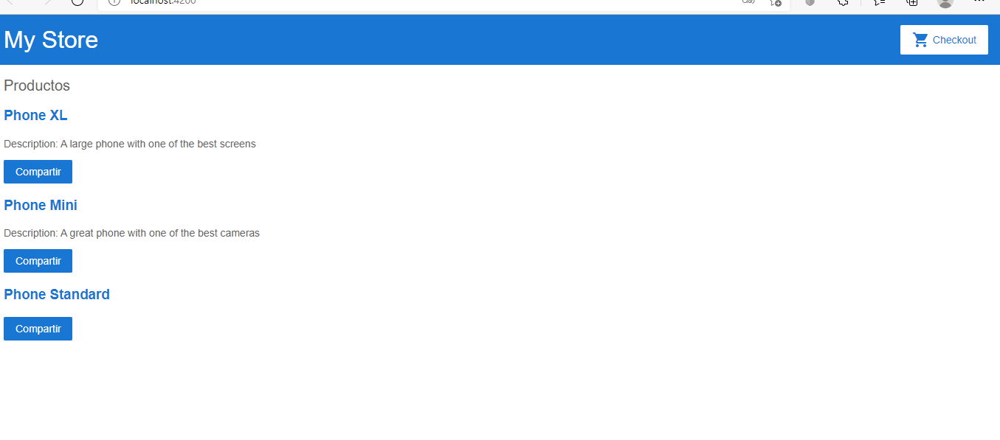 localhost:4200
My Store
Checkout
Productos
Phone XL
Description: A large phone with one of the best screens
Compartir
Phone Mini
Description: A great phone with one of the best cameras
Compartir
Phone Standard
Compartir